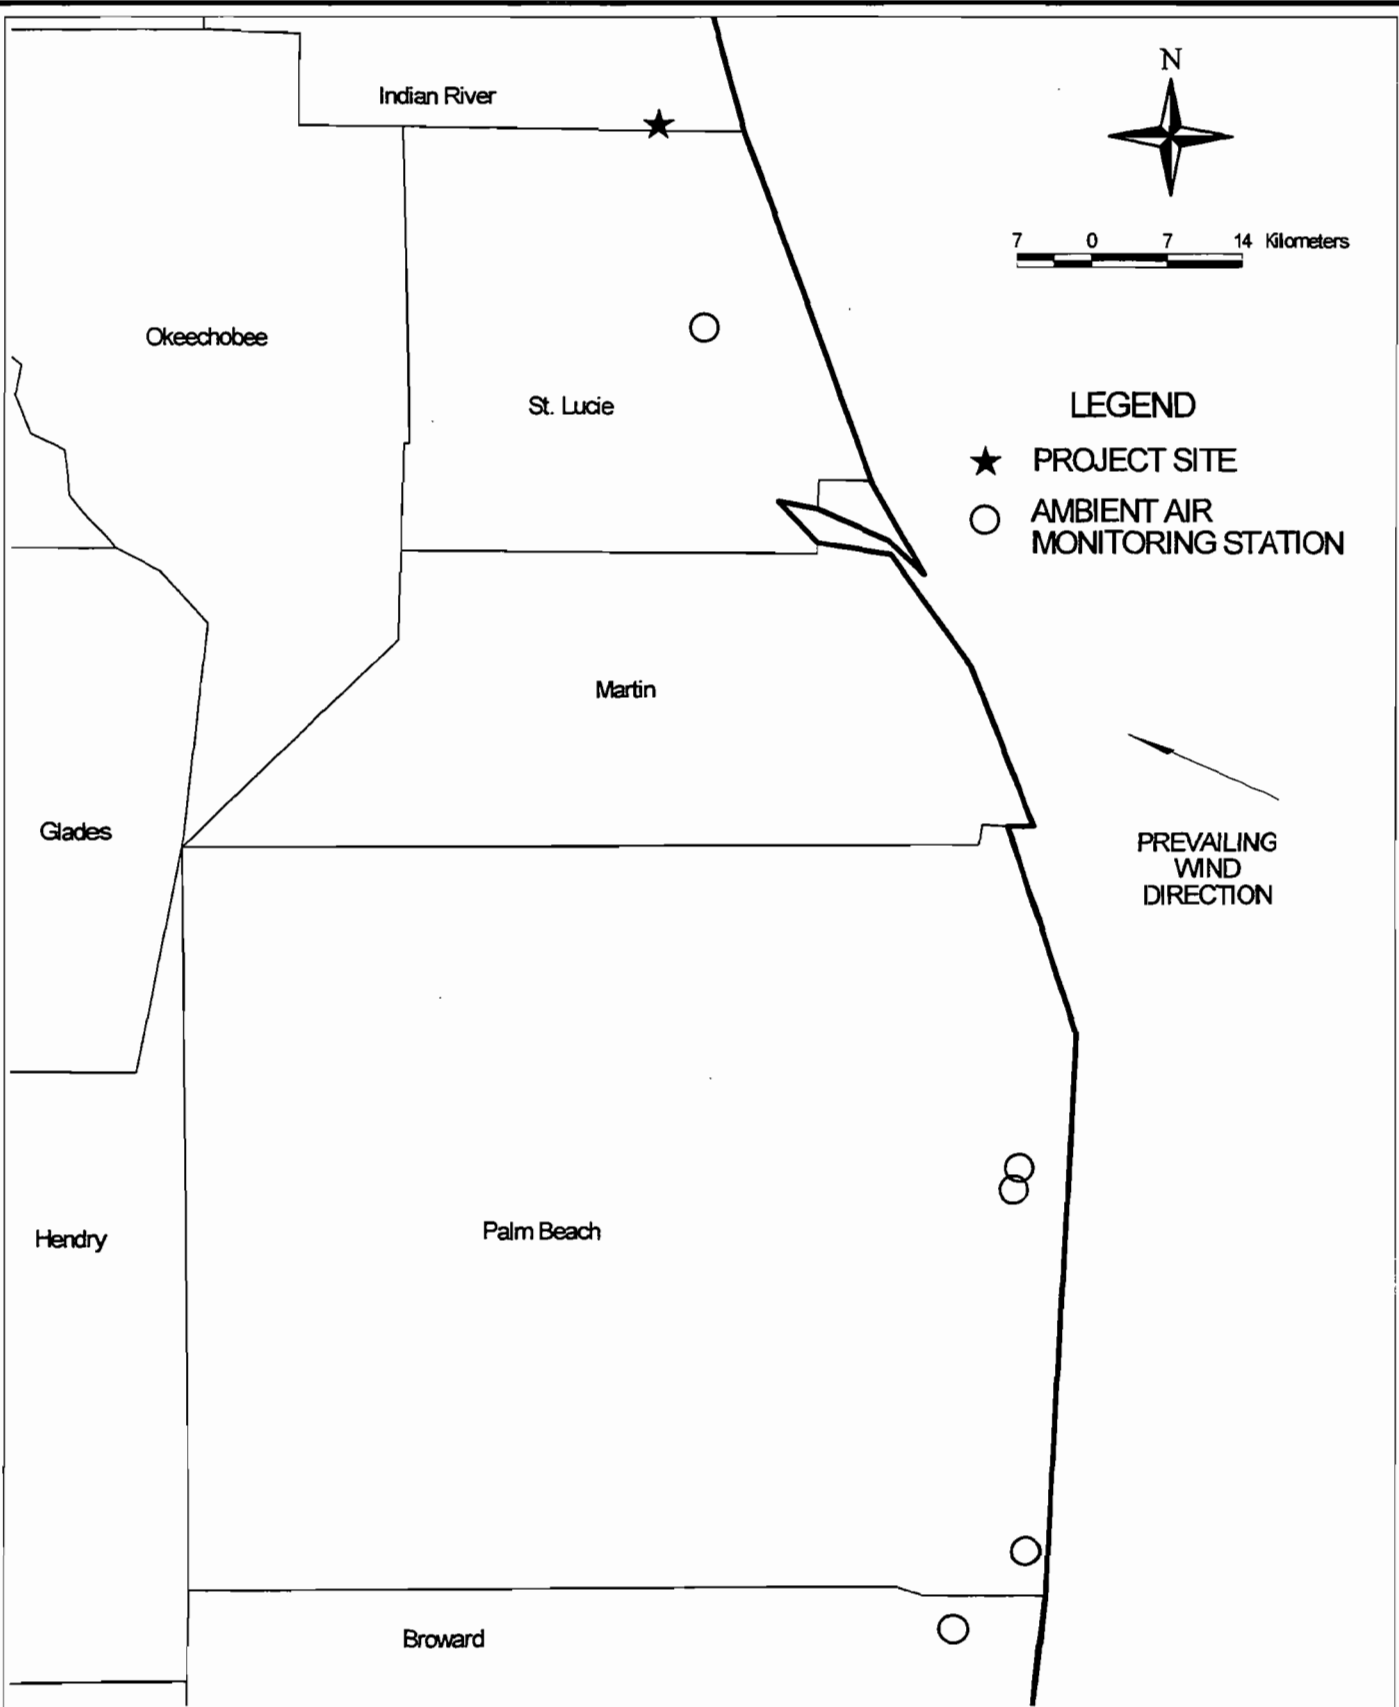 N
Indian River
7 0 7 14 Kilometers
Okeechobee
St. Lucie
LEGEND
PROJECT SITE
AMBIENT AIR
MONITORING STATION
Martin
Glades
PREVAILING
WIND
DIRECTION
Palm Beach
Hendry
Broward